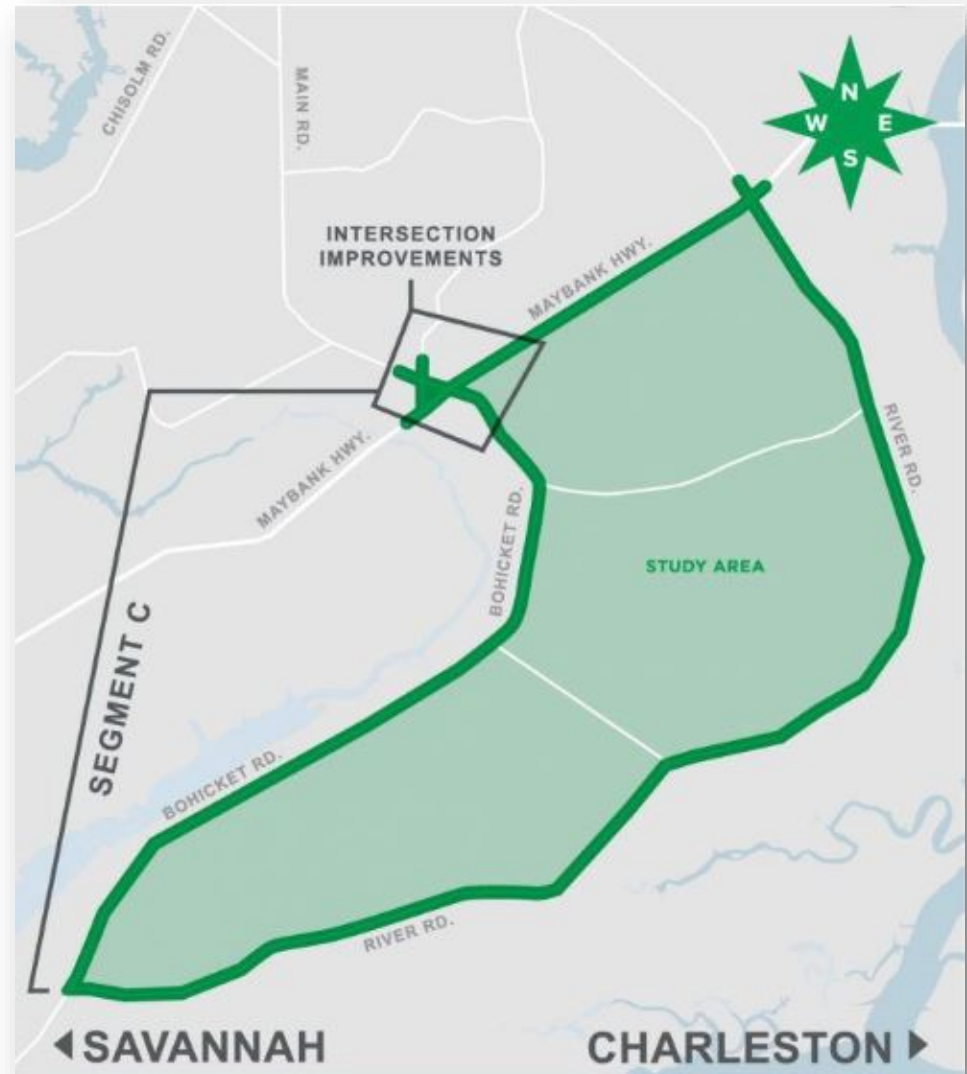 CHISOLM RD.
MAIN RD.
N
W E
S
INTERSECTION
IMPROVEMENTS
MAYBANK HWY.
RIVER RD.
MAYBANK HWY.
BOHICKET RD.
STUDY AREA
SEGMENT C
BOHICKET RD.
RIVER RD.
SAVANNAH
CHARLESTON